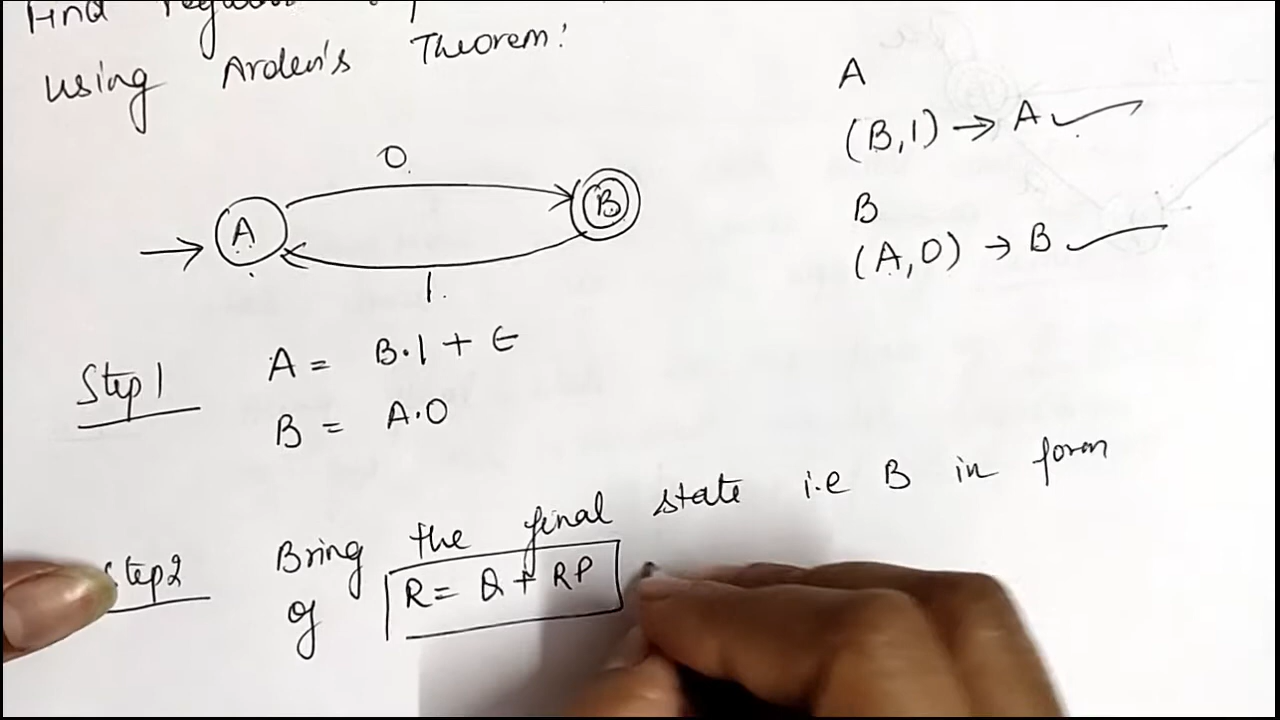 Find
using Arden's Theorem:
A
(B,1) → A
B
(A,0) → B
0
A
B
1
Step 1
A = B.1 + ϵ
B = A.0
Step 2
Bring the final state i.e B in form
of R = Q + RP